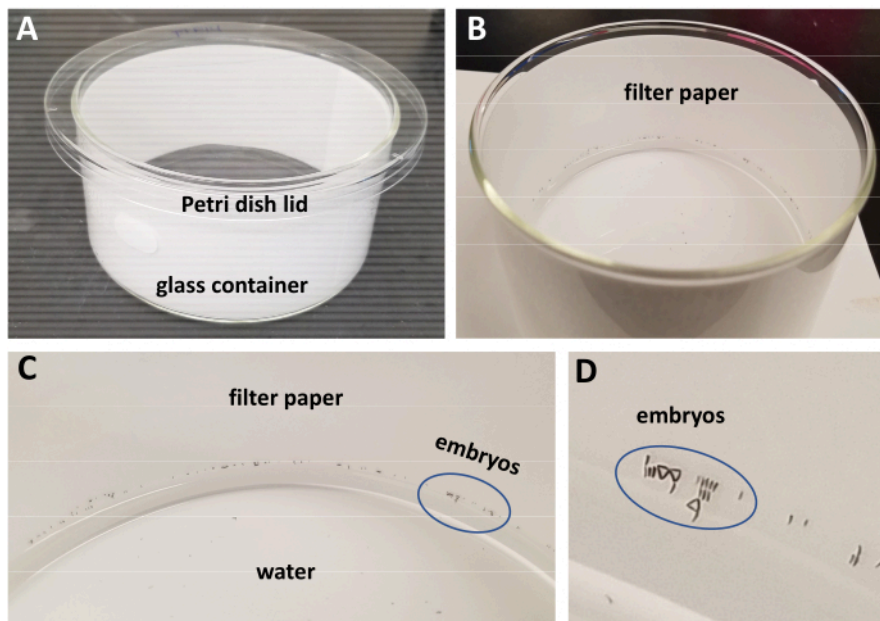 A
Petri dish lid
glass container
B
filter paper
C
filter paper
embryos
water
D
embryos